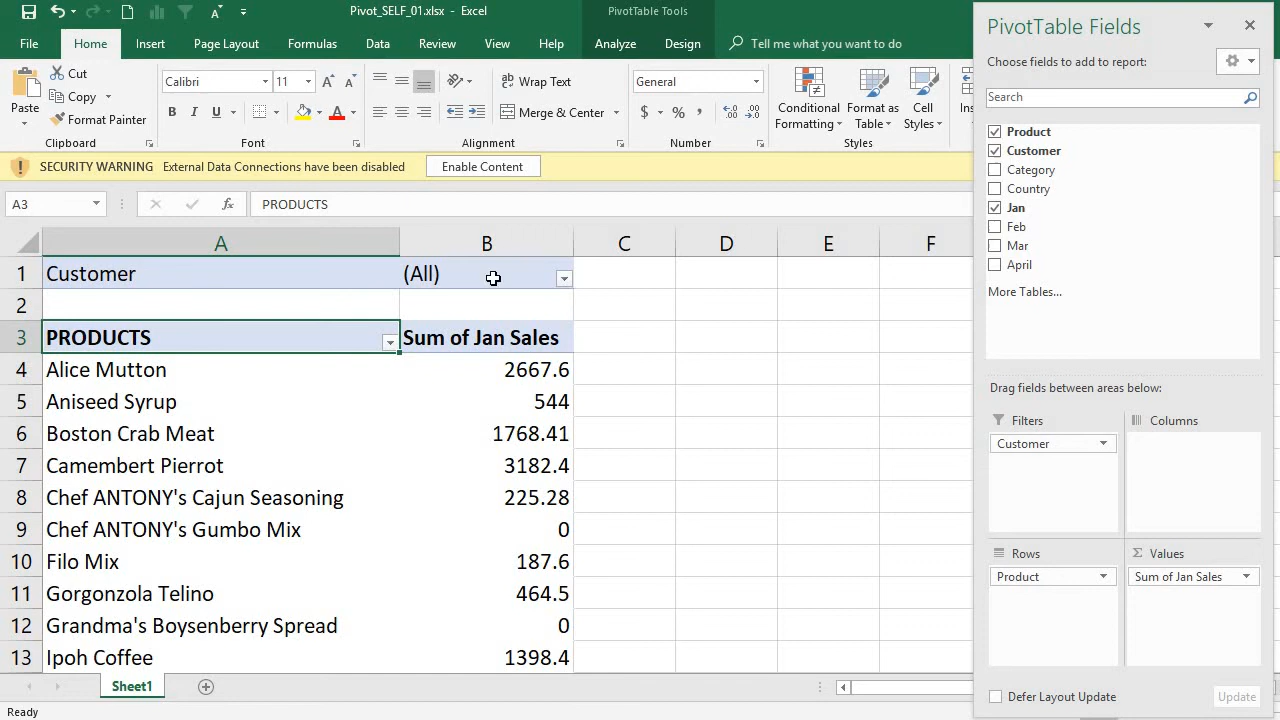 Pivot_SELF_01.xlsx - Excel
PivotTable Tools
File Home Insert Page Layout Formulas Data Review View Help Analyze Design Tell me what you want to do
Paste
Cut
Copy
Format Painter
Clipboard
Calibri 11
B I U
Font
Wrap Text
Merge & Center
Alignment
General
$ % ,
Number
Conditional Formatting
Format as Table
Cell Styles
Styles
Ins
SECURITY WARNING External Data Connections have been disabled Enable Content
A3 fx PRODUCTS
A B C D E F
1 Customer (All)
2
3 PRODUCTS Sum of Jan Sales
4 Alice Mutton 2667.6
5 Aniseed Syrup 544
6 Boston Crab Meat 1768.41
7 Camembert Pierrot 3182.4
8 Chef ANTONY's Cajun Seasoning 225.28
9 Chef ANTONY's Gumbo Mix 0
10 Filo Mix 187.6
11 Gorgonzola Telino 464.5
12 Grandma's Boysenberry Spread 0
13 Ipoh Coffee 1398.4
Sheet1
Ready
PivotTable Fields
Choose fields to add to report:
Search
Product
Customer
Category
Country
Jan
Feb
Mar
April
More Tables...
Drag fields between areas below:
Filters
Customer
Columns
Rows
Product
Σ Values
Sum of Jan Sales
Defer Layout Update
Update